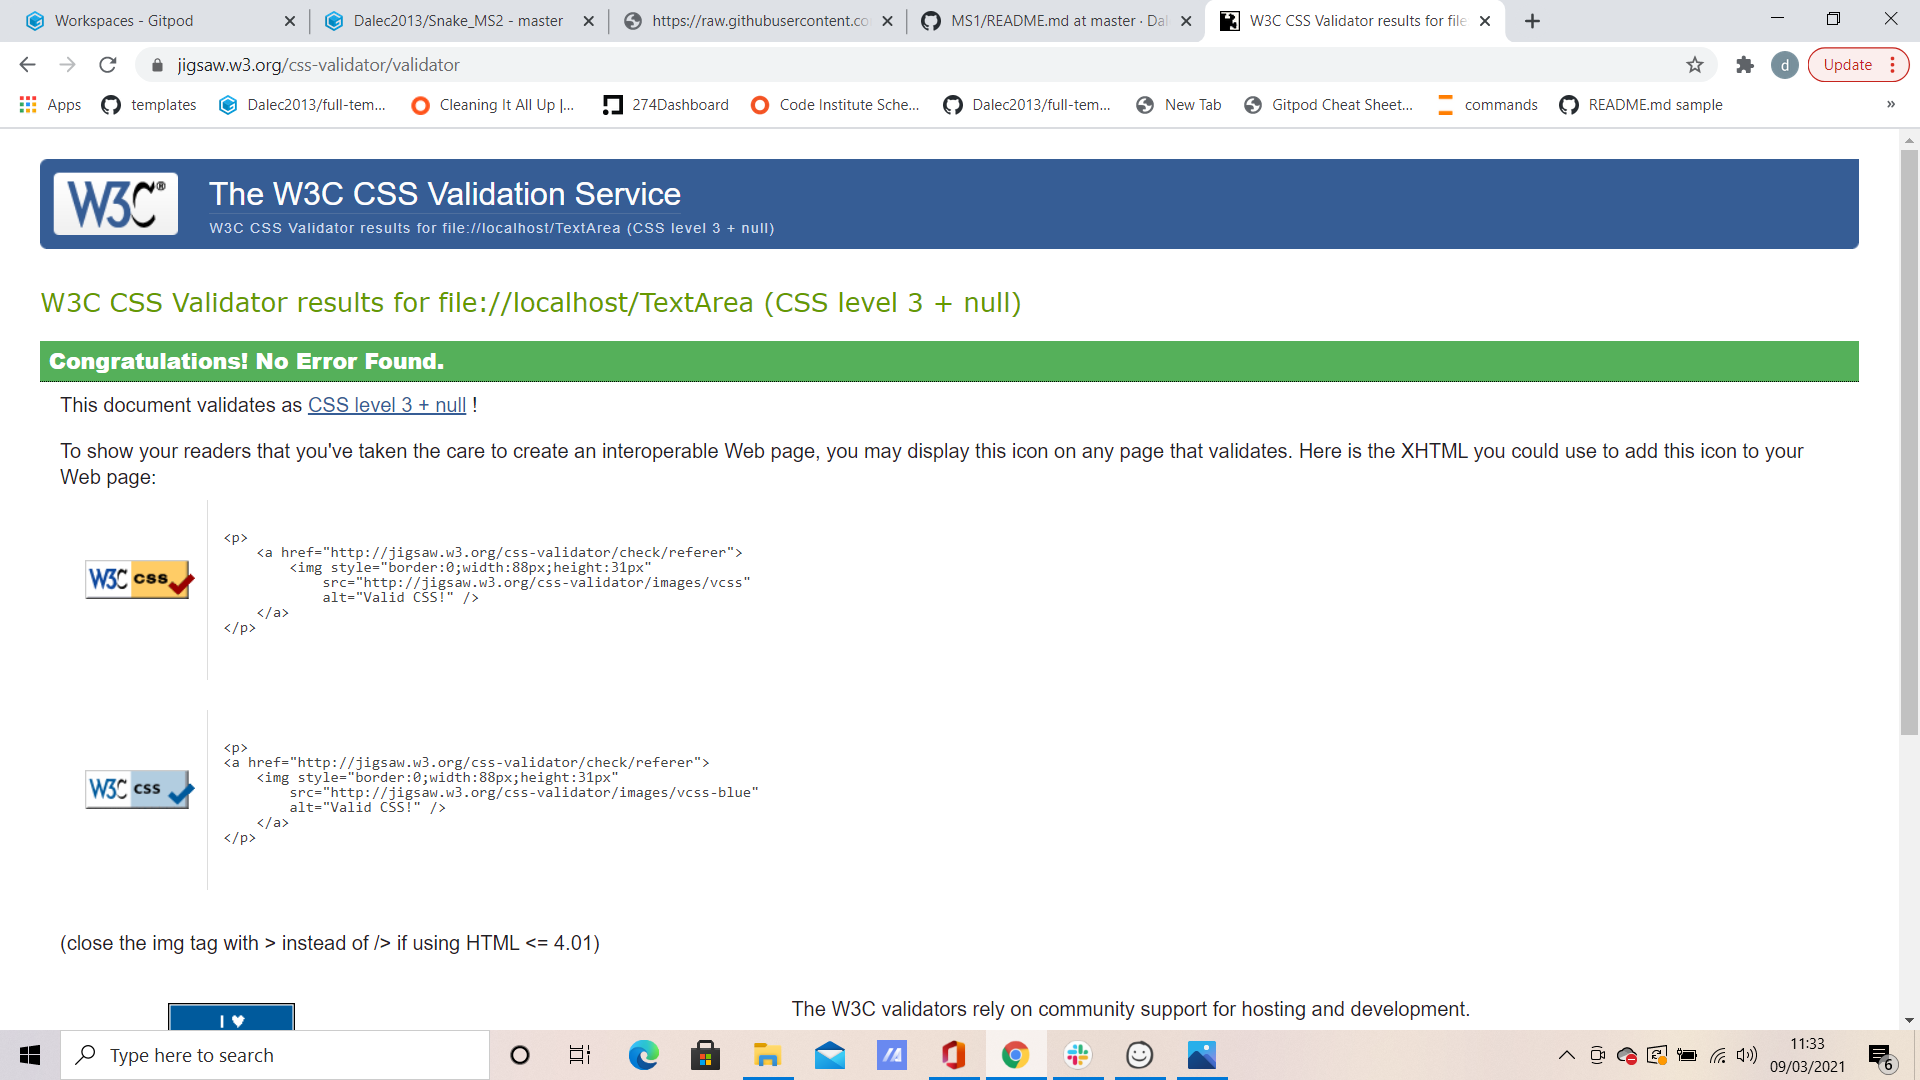 Workspaces - Gitpod
Dalec2013/Snake_MS2 - master
https://raw.githubusercontent.co
MS1/README.md at master · Dal
W3C CSS Validator results for file
jigsaw.w3.org/css-validator/validator
d
Update
Apps
templates
Dalec2013/full-tem...
Cleaning It All Up |...
274Dashboard
Code Institute Sche...
Dalec2013/full-tem...
New Tab
Gitpod Cheat Sheet...
commands
README.md sample
»
W3C®
The W3C CSS Validation Service
W3C CSS Validator results for file://localhost/TextArea (CSS level 3 + null)
W3C CSS Validator results for file://localhost/TextArea (CSS level 3 + null)
Congratulations! No Error Found.
This document validates as CSS level 3 + null !
To show your readers that you've taken the care to create an interoperable Web page, you may display this icon on any page that validates. Here is the XHTML you could use to add this icon to your
Web page:
W3C css
<p>
<a href="http://jigsaw.w3.org/css-validator/check/referer">
<img style="border:0;width:88px;height:31px"
src="http://jigsaw.w3.org/css-validator/images/vcss"
alt="Valid CSS!" />
</a>
</p>
W3C css
<p>
<a href="http://jigsaw.w3.org/css-validator/check/referer">
<img style="border:0;width:88px;height:31px"
src="http://jigsaw.w3.org/css-validator/images/vcss-blue"
alt="Valid CSS!" />
</a>
</p>
(close the img tag with > instead of /> if using HTML <= 4.01)
I ♥
The W3C validators rely on community support for hosting and development.
Type here to search
11:33
09/03/2021
6